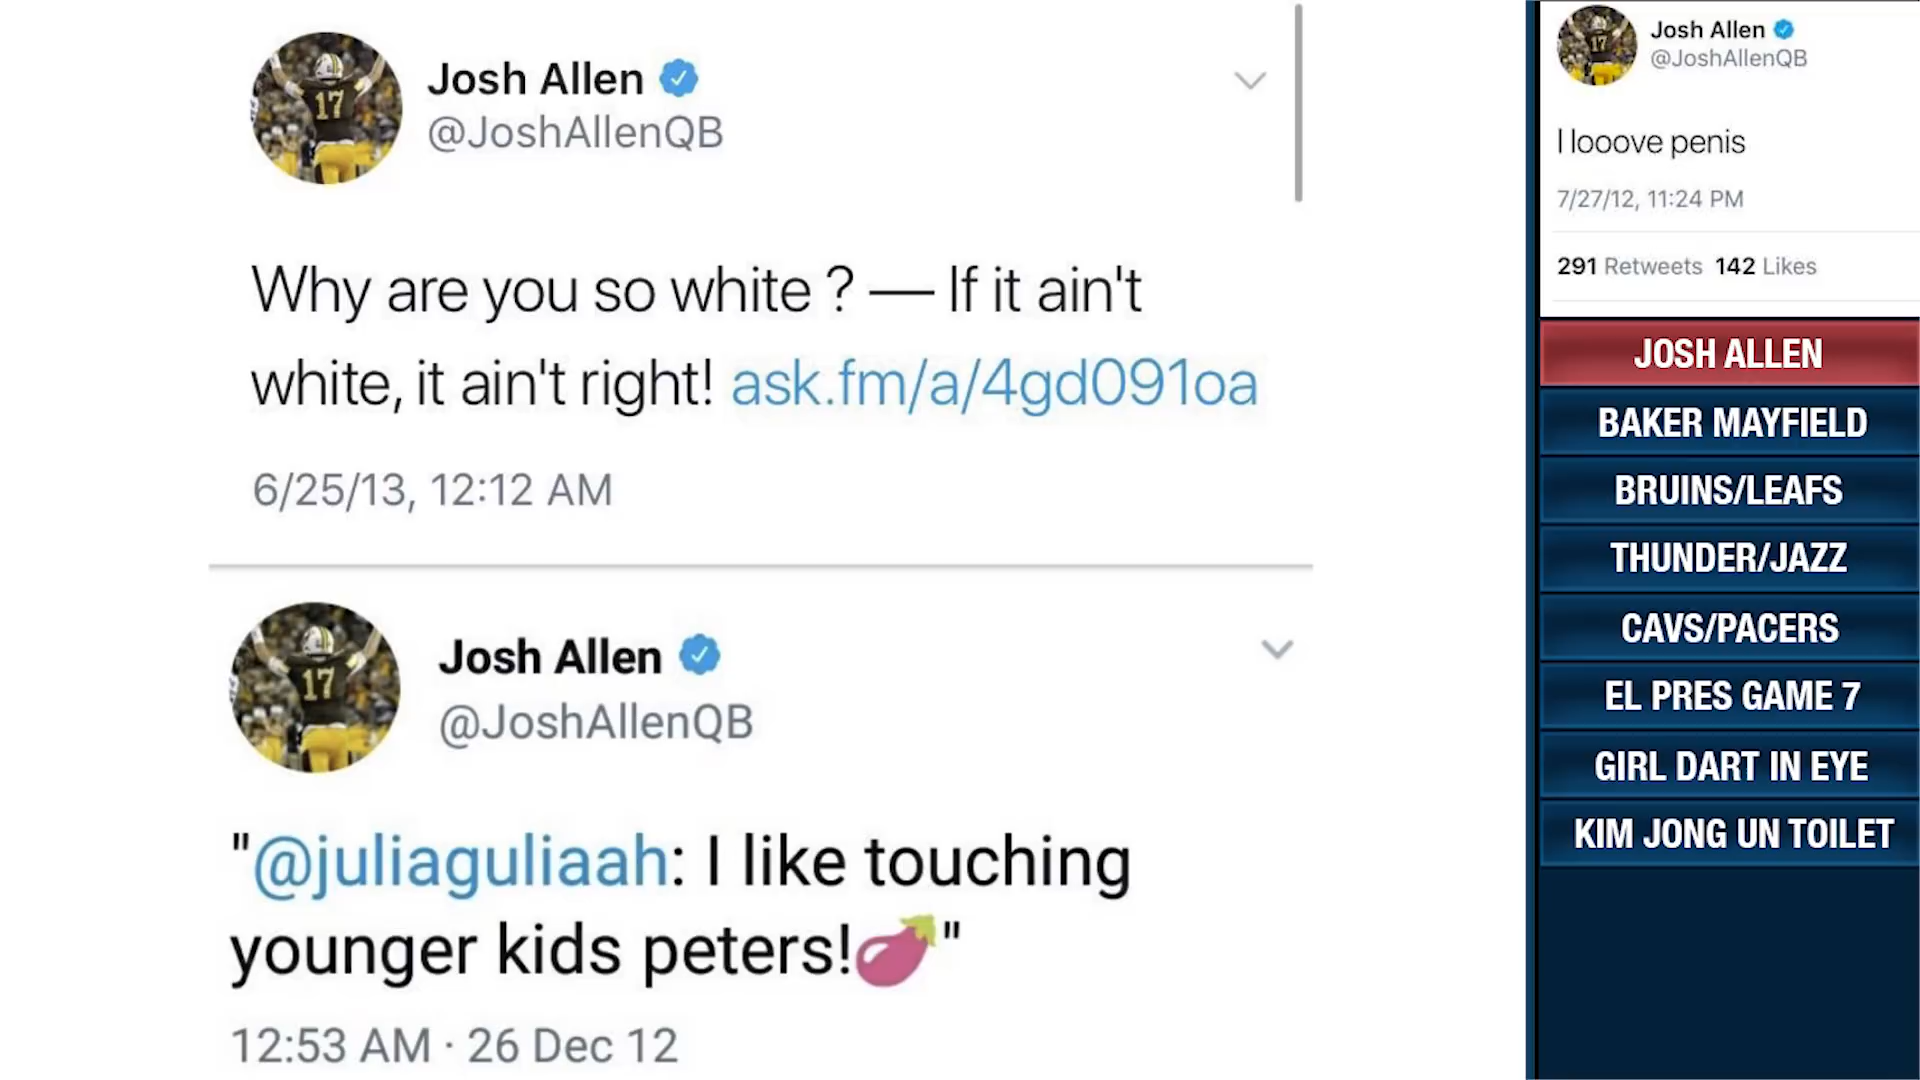 Josh Allen
@JoshAllenQB
Why are you so white ? — If it ain't
white, it ain't right! ask.fm/a/4gd091oa
6/25/13, 12:12 AM
Josh Allen
@JoshAllenQB
"@juliaguliaah: I like touching
younger kids peters!🍆"
12:53 AM · 26 Dec 12
Josh Allen
@JoshAllenQB
I looove penis
7/27/12, 11:24 PM
291 Retweets 142 Likes
JOSH ALLEN
BAKER MAYFIELD
BRUINS/LEAFS
THUNDER/JAZZ
CAVS/PACERS
EL PRES GAME 7
GIRL DART IN EYE
KIM JONG UN TOILET
17
17
17